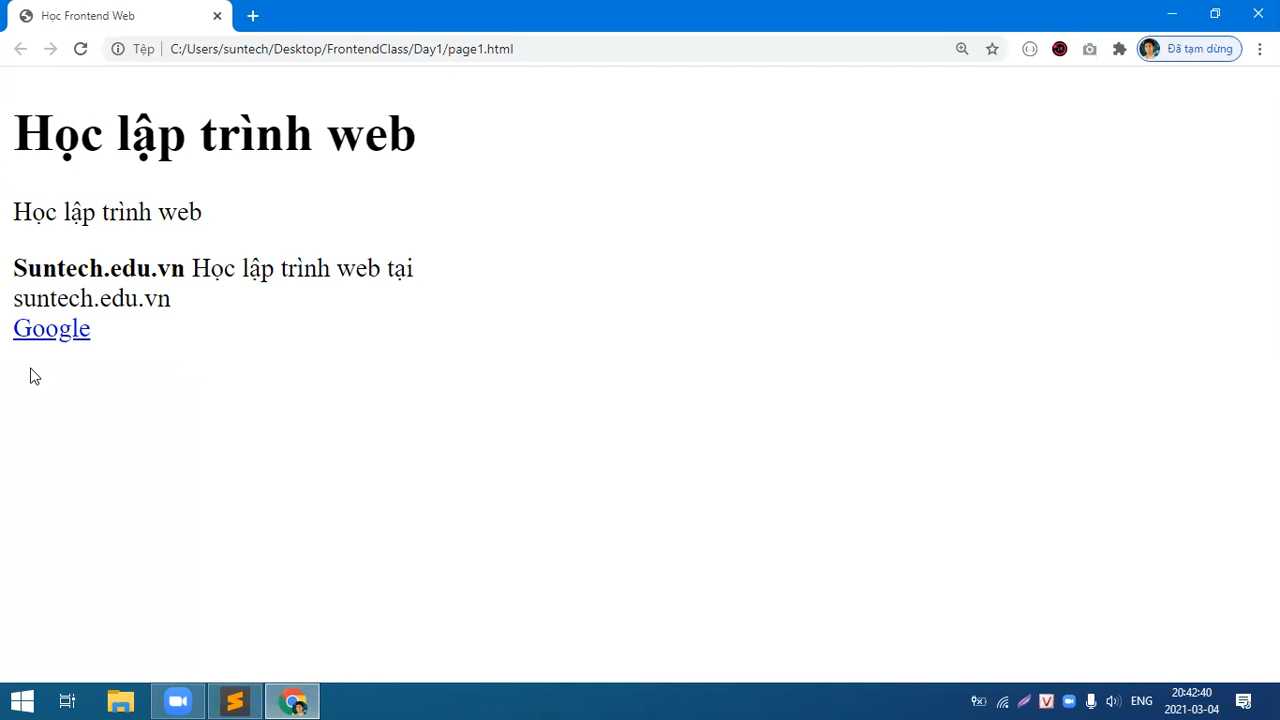 Học Frontend Web
Tệp C:/Users/suntech/Desktop/FrontendClass/Day1/page1.html Đã tạm dừng
Học lập trình web
Học lập trình web
Suntech.edu.vn Học lập trình web tại
suntech.edu.vn
Google
ENG
20:42:40
2021-03-04